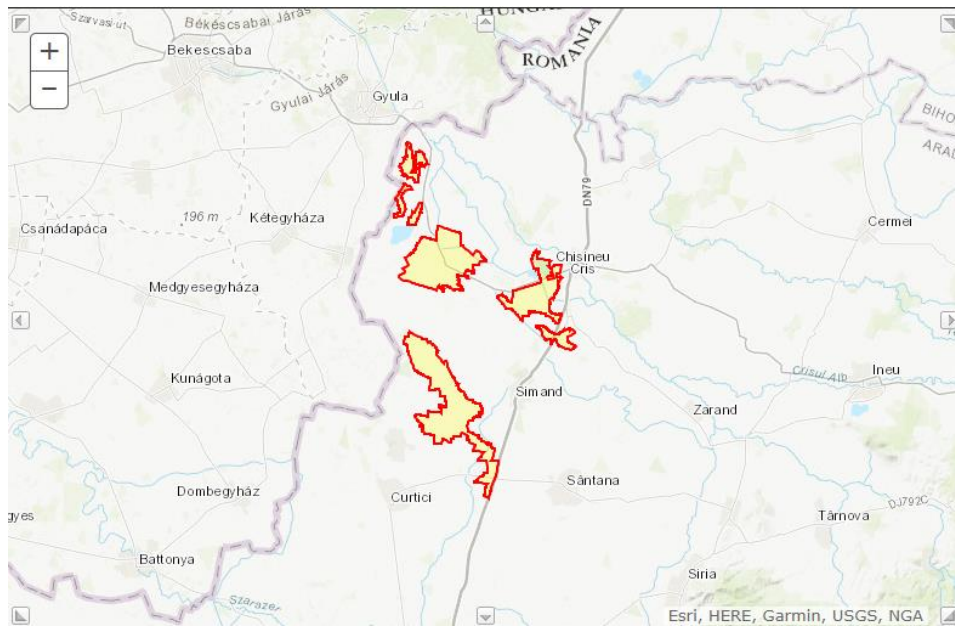 HUNGARY
ROMANIA
Szarvasi-ut
Békéscsabai Járás
Bekescsaba
Gyulai Járás
Gyula
+
−
DN79
BIHO
ARAD
196 m
Kétegyháza
Csanádapáca
Cermei
Chisineu
Cris
Medgyesegyháza
Kunágota
Simand
Crisul Alb
Ineu
Zarand
Dombegyház
Curtici
Sântana
gyes
Târnova
DJ792C
Battonya
Siria
Szarazer
Esri, HERE, Garmin, USGS, NGA